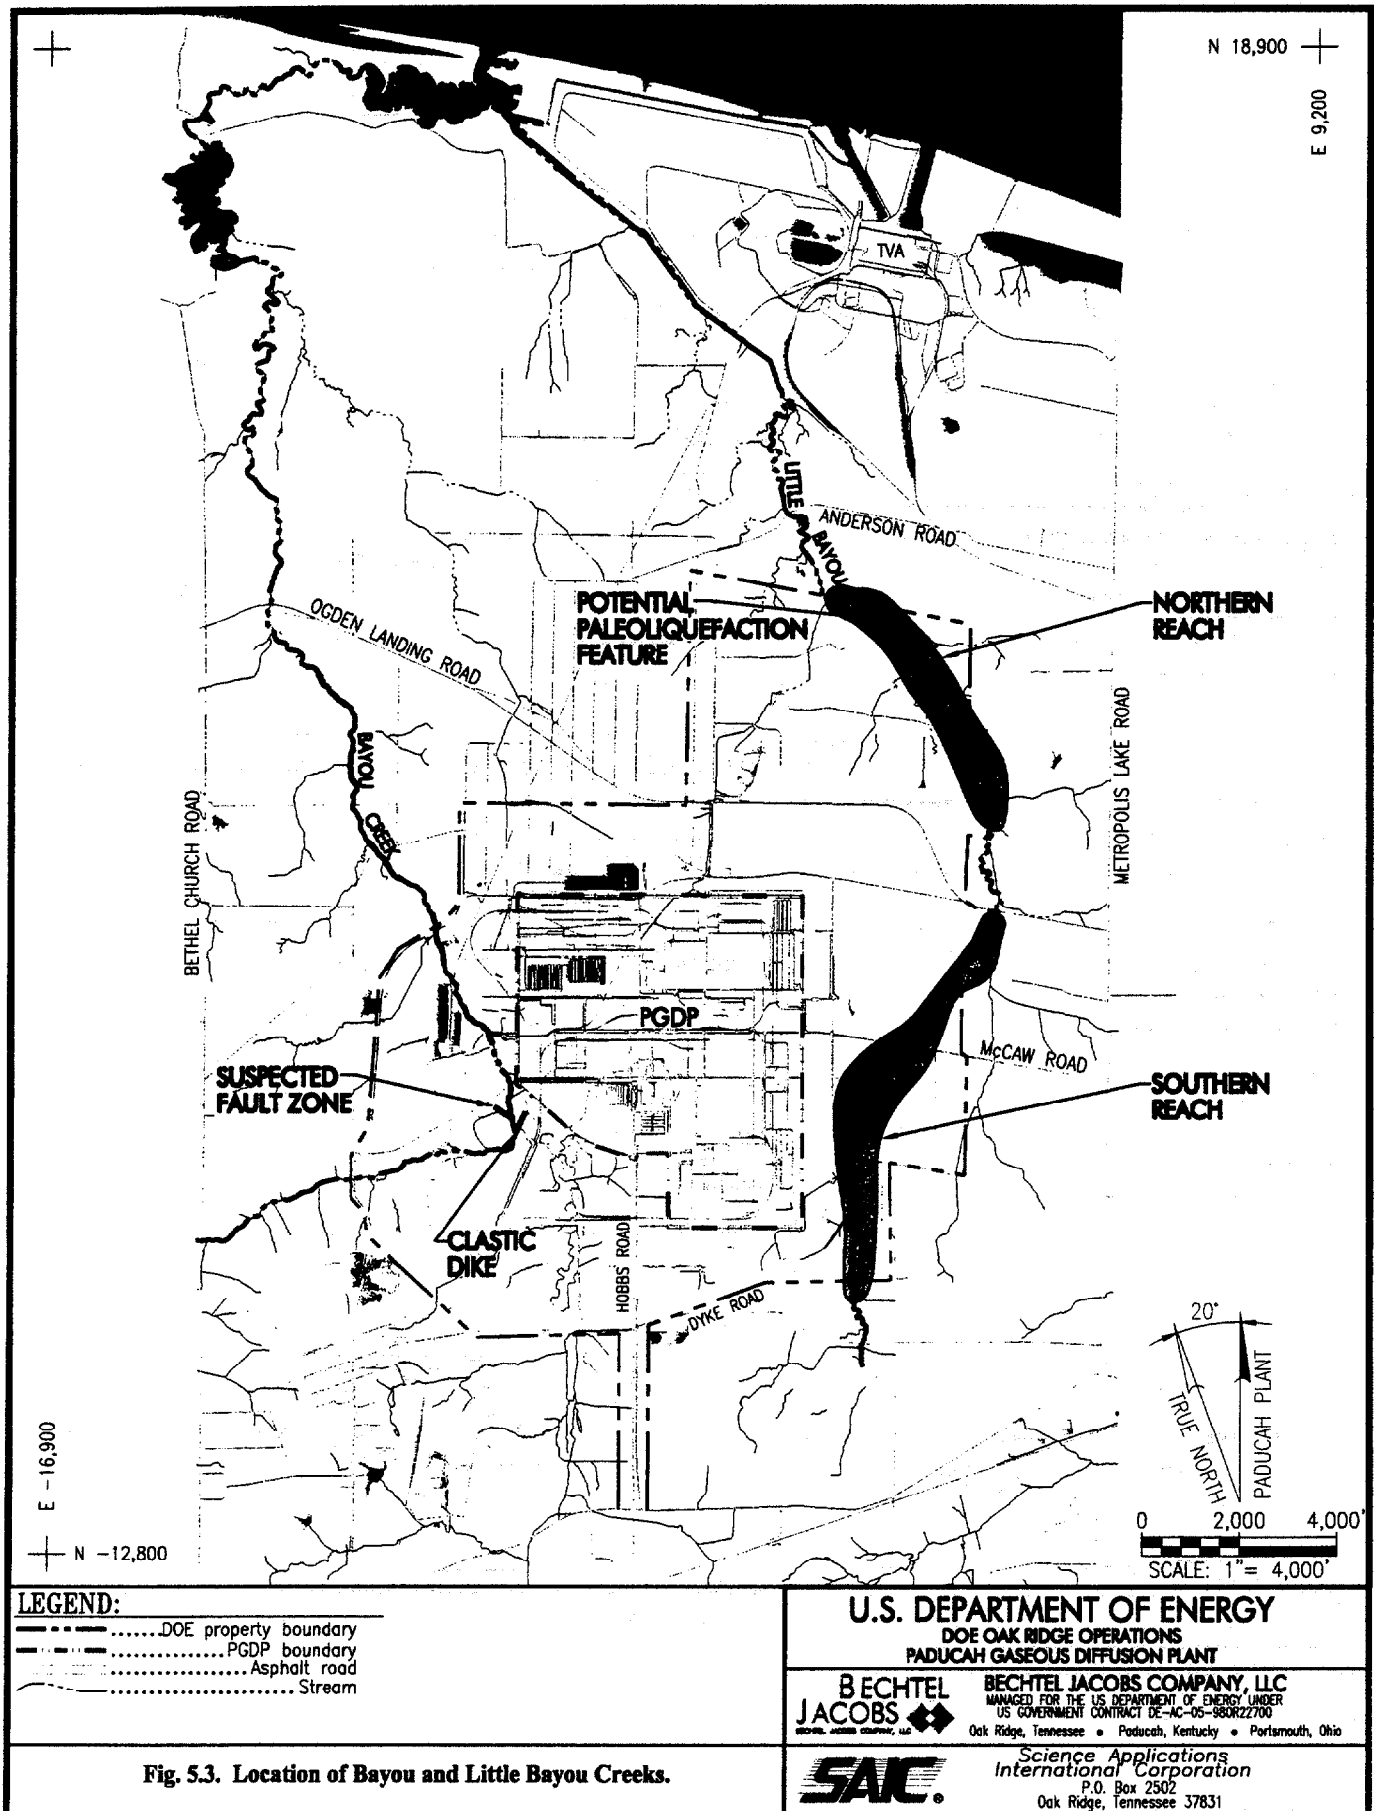 N 18,900
E 9,200
TVA
LITTLE
BAYOU
ANDERSON ROAD
POTENTIAL
PALEOLIQUEFACTION
FEATURE
NORTHERN
REACH
OGDEN LANDING ROAD
METROPOLIS LAKE ROAD
BAYOU
CREEK
BETHEL CHURCH ROAD
PGDP
McCAW ROAD
SUSPECTED
FAULT ZONE
SOUTHERN
REACH
CLASTIC
DIKE
HOBBS ROAD
DYKE ROAD
20°
TRUE NORTH
PADUCAH PLANT
E -16,900
N -12,800
0 2,000 4,000'
SCALE: 1"= 4,000'
LEGEND:
DOE property boundary
PGDP boundary
Asphalt road
Stream
U.S. DEPARTMENT OF ENERGY
DOE OAK RIDGE OPERATIONS
PADUCAH GASEOUS DIFFUSION PLANT
BECHTEL
JACOBS
BECHTEL JACOBS COMPANY, LLC
BECHTEL JACOBS COMPANY, LLC
MANAGED FOR THE US DEPARTMENT OF ENERGY UNDER
US GOVERNMENT CONTRACT DE-AC-05-98OR22700
Oak Ridge, Tennessee • Paducah, Kentucky • Portsmouth, Ohio
Fig. 5.3. Location of Bayou and Little Bayou Creeks.
SAIC®
Science Applications
International Corporation
P.O. Box 2502
Oak Ridge, Tennessee 37831